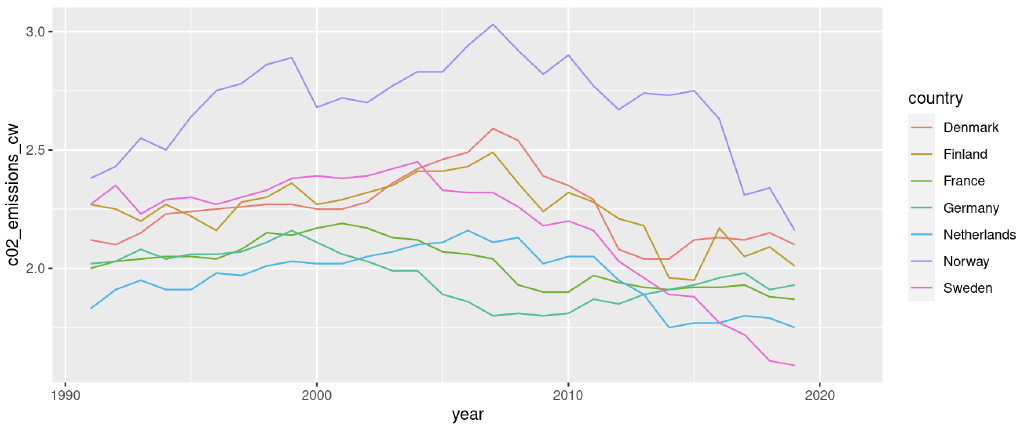 c02_emissions_cw
3.0
2.5
2.0
1990
2000
2010
2020
year
country
Denmark
Finland
France
Germany
Netherlands
Norway
Sweden